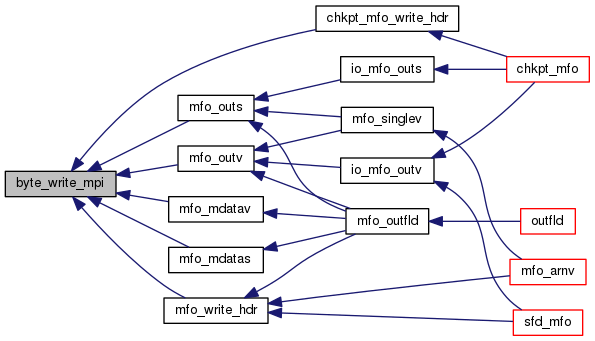 chkpt_mfo_write_hdr
io_mfo_outs
chkpt_mfo
mfo_outs
mfo_singlev
mfo_outv
io_mfo_outv
byte_write_mpi
mfo_mdatav
mfo_outfld
outfld
mfo_mdatas
mfo_arnv
mfo_write_hdr
sfd_mfo